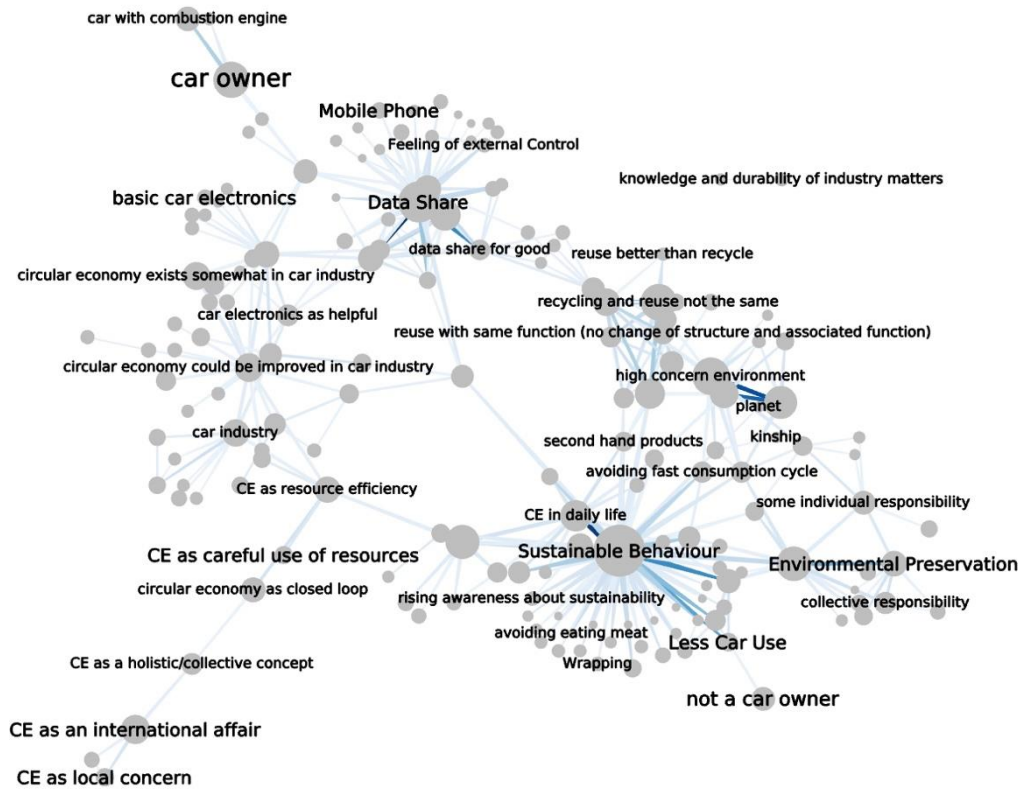 car with combustion engine
car owner
Mobile Phone
Feeling of external Control
knowledge and durability of industry matters
basic car electronics
Data Share
data share for good
reuse better than recycle
circular economy exists somewhat in car industry
recycling and reuse not the same
car electronics as helpful
reuse with same function (no change of structure and associated function)
circular economy could be improved in car industry
high concern environment
planet
car industry
kinship
second hand products
avoiding fast consumption cycle
CE as resource efficiency
some individual responsibility
CE in daily life
CE as careful use of resources
Sustainable Behaviour
Environmental Preservation
circular economy as closed loop
rising awareness about sustainability
collective responsibility
avoiding eating meat
Less Car Use
CE as a holistic/collective concept
Wrapping
not a car owner
CE as an international affair
CE as local concern